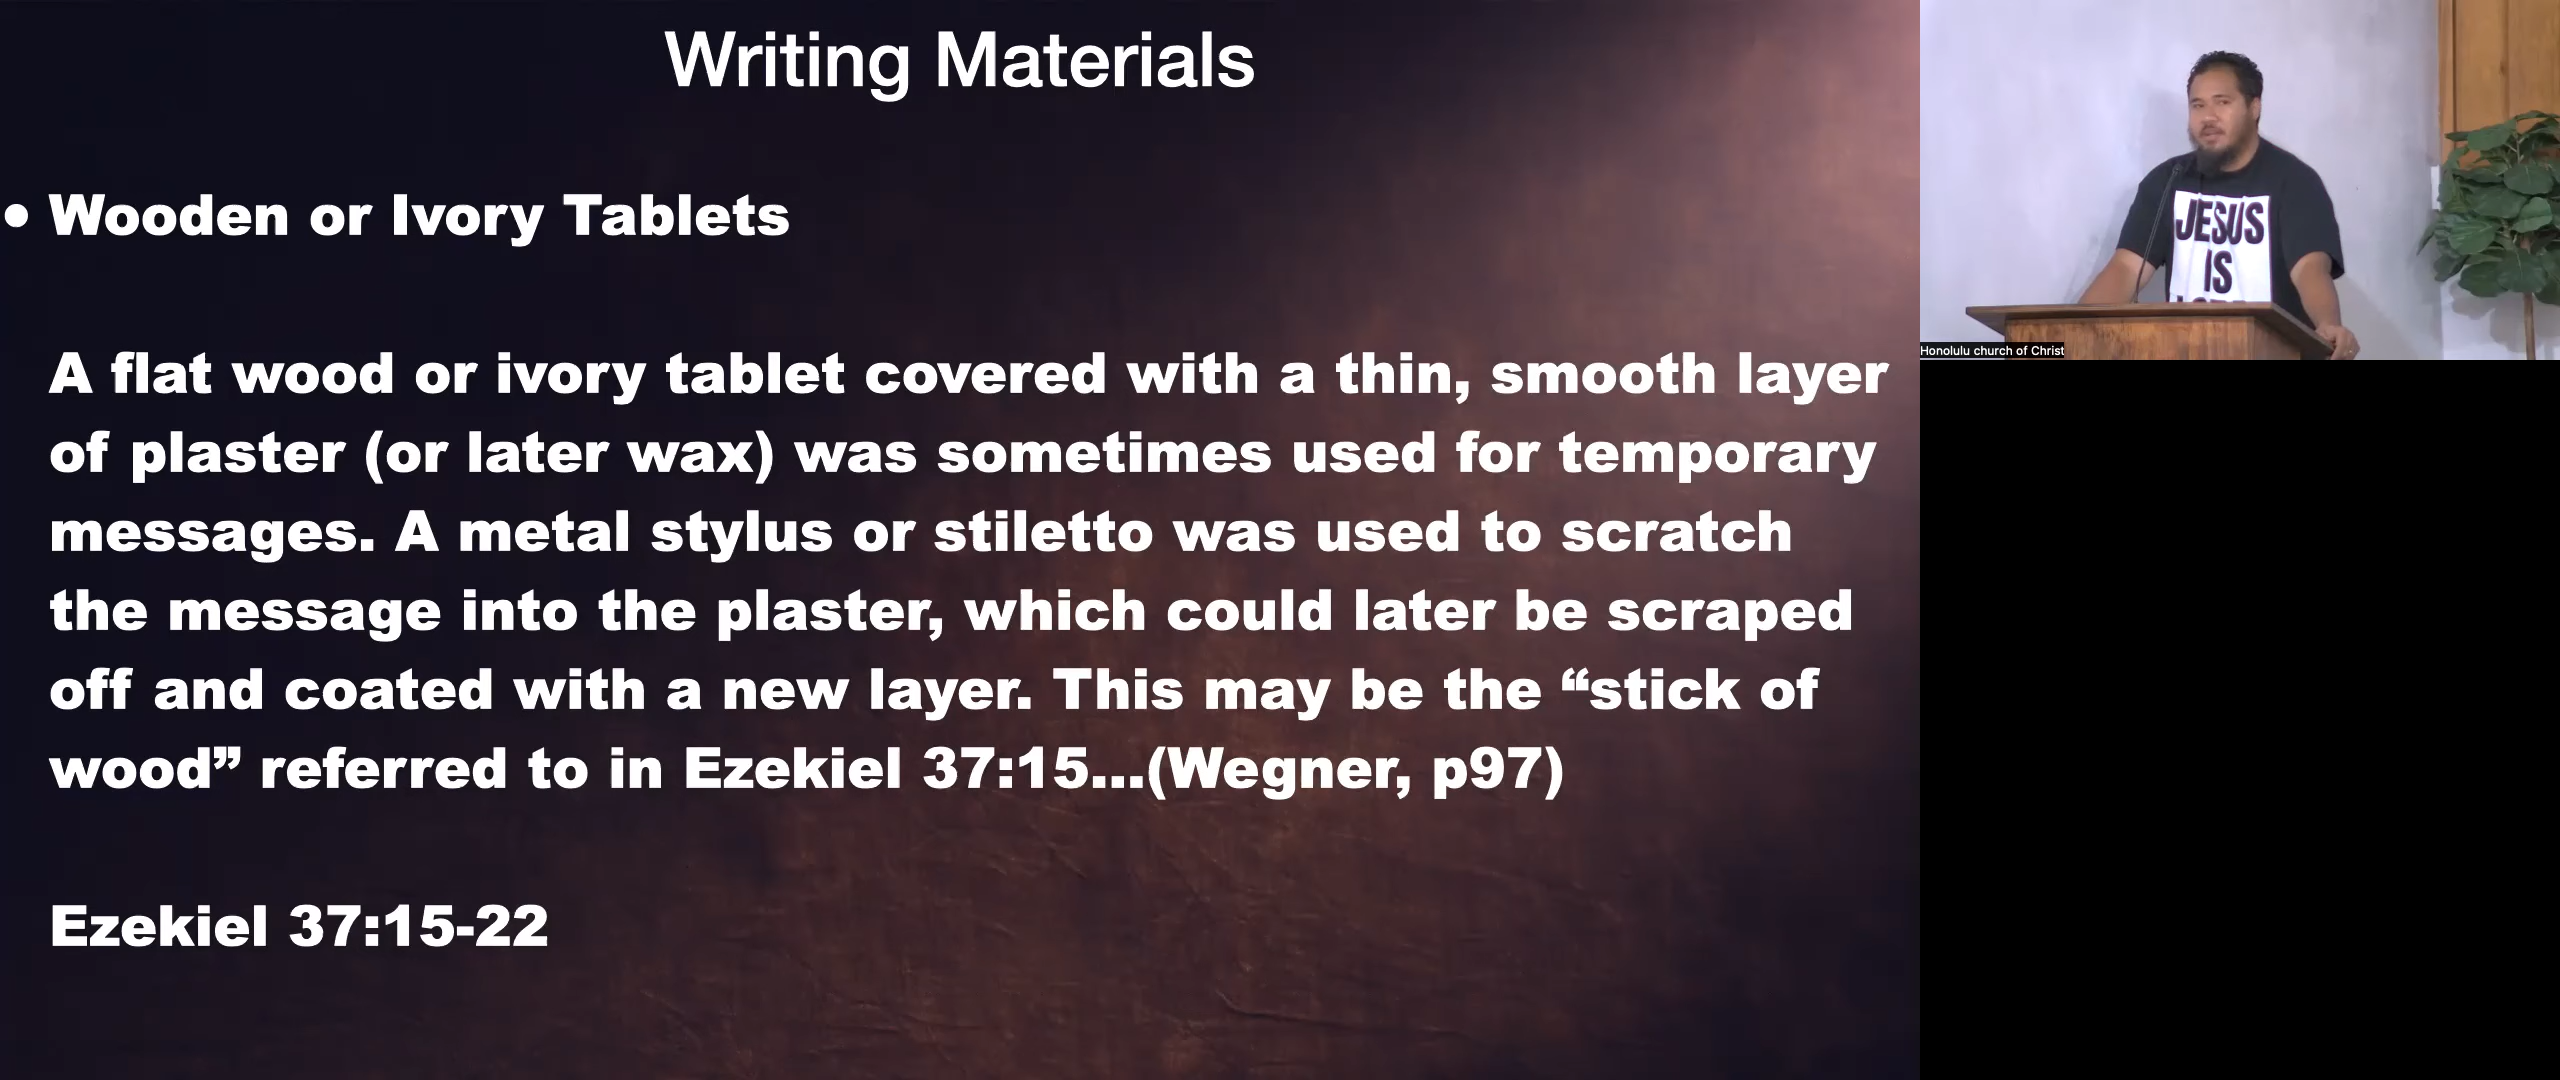 Writing Materials
• Wooden or Ivory Tablets
A flat wood or ivory tablet covered with a thin, smooth layer
of plaster (or later wax) was sometimes used for temporary
messages. A metal stylus or stiletto was used to scratch
the message into the plaster, which could later be scraped
off and coated with a new layer. This may be the “stick of
wood” referred to in Ezekiel 37:15...(Wegner, p97)
Ezekiel 37:15-22
JESUS
IS
Honolulu church of Christ